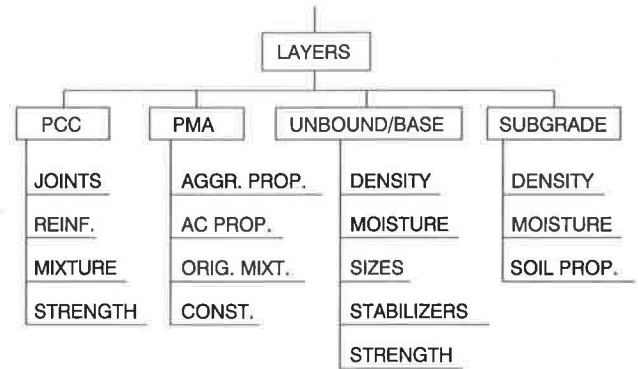 LAYERS
PCC
PMA
UNBOUND/BASE
SUBGRADE
JOINTS
REINF.
MIXTURE
STRENGTH
AGGR. PROP.
AC PROP.
ORIG. MIXT.
CONST.
DENSITY
MOISTURE
SIZES
STABILIZERS
STRENGTH
DENSITY
MOISTURE
SOIL PROP.